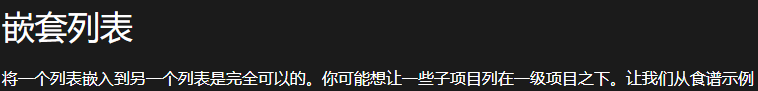 嵌套列表
将一个列表嵌入到另一个列表是完全可以的。你可能想让一些子项目列在一级项目之下。让我们从食谱示例